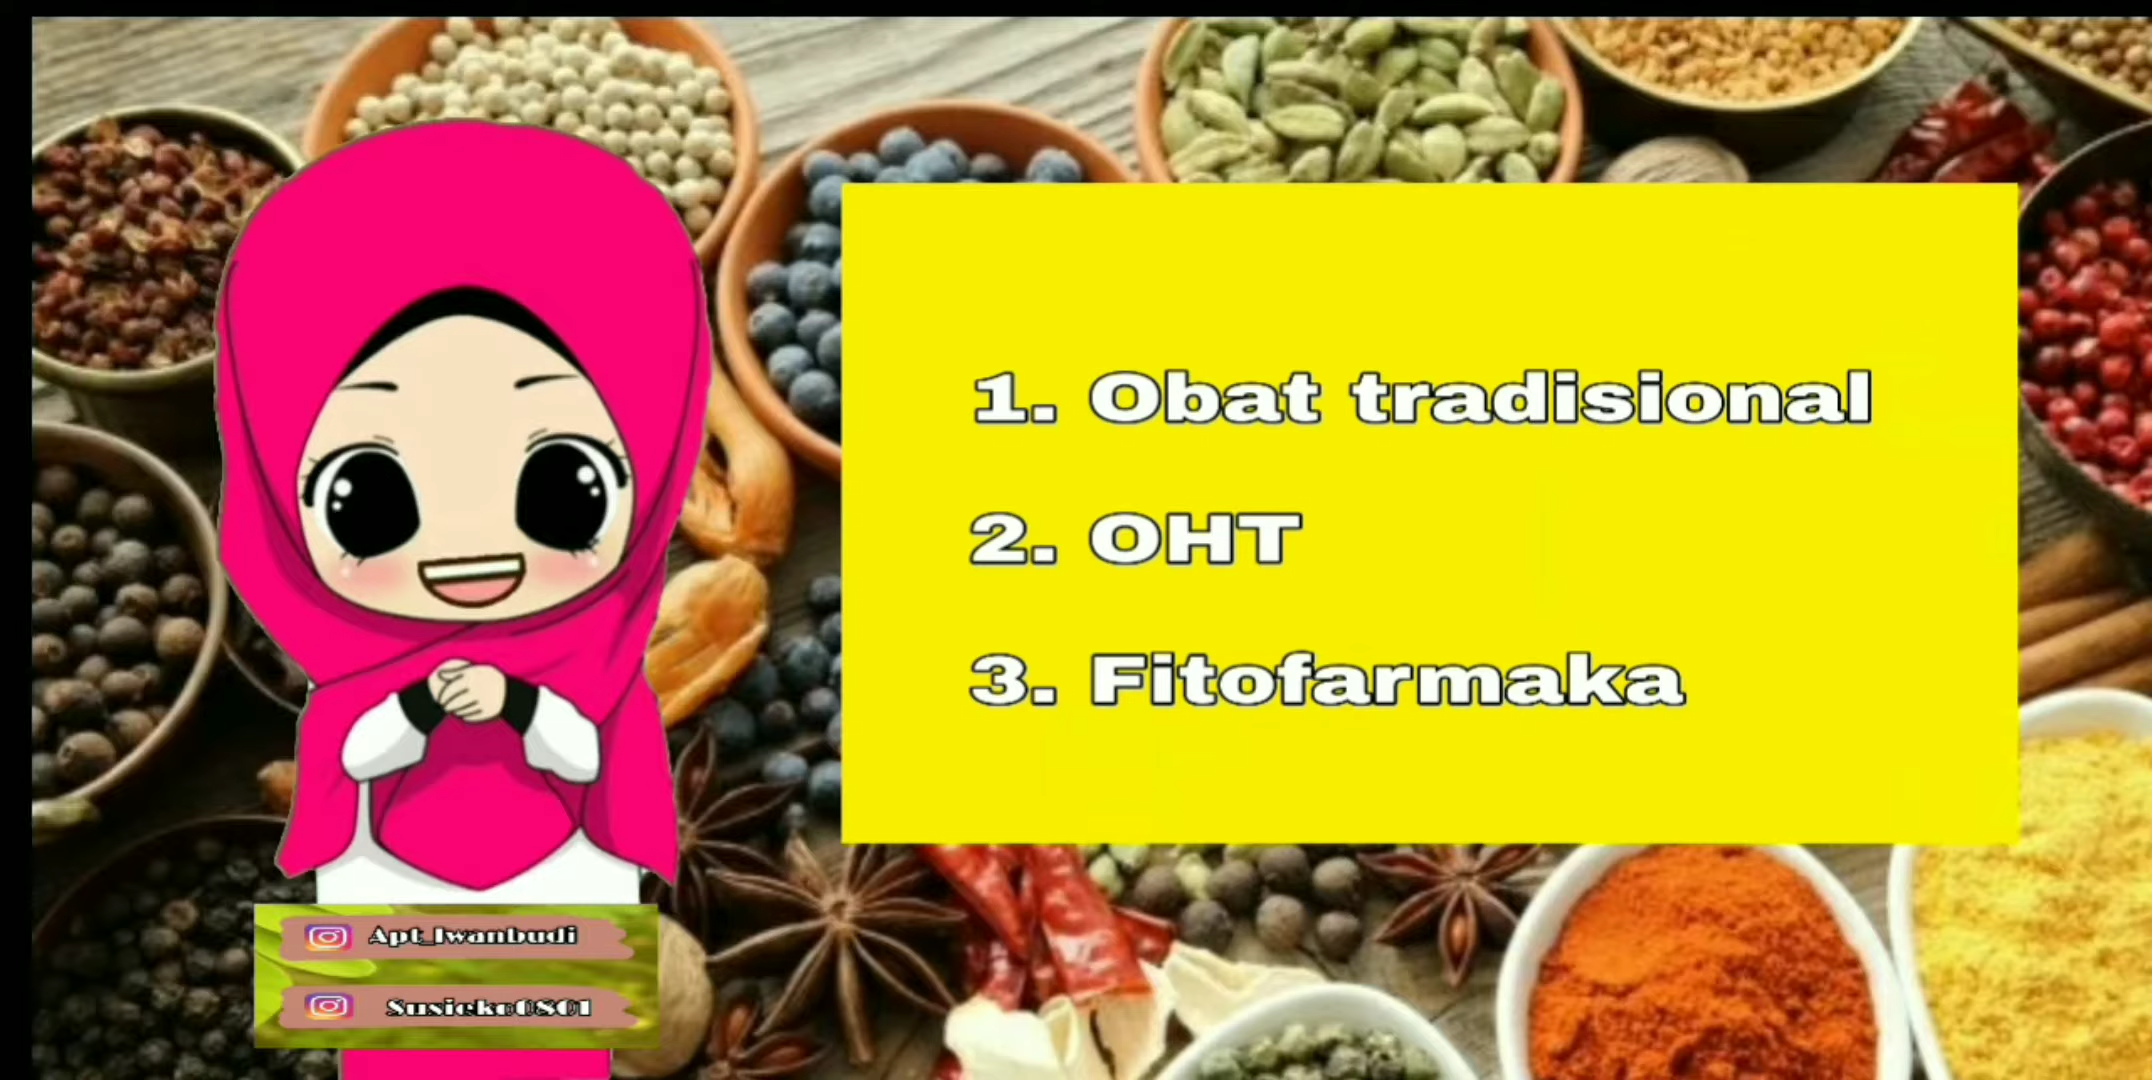 1. Obat tradisional
2. OHT
3. Fitofarmaka
Apt_Iwanbudi
Susieko0801